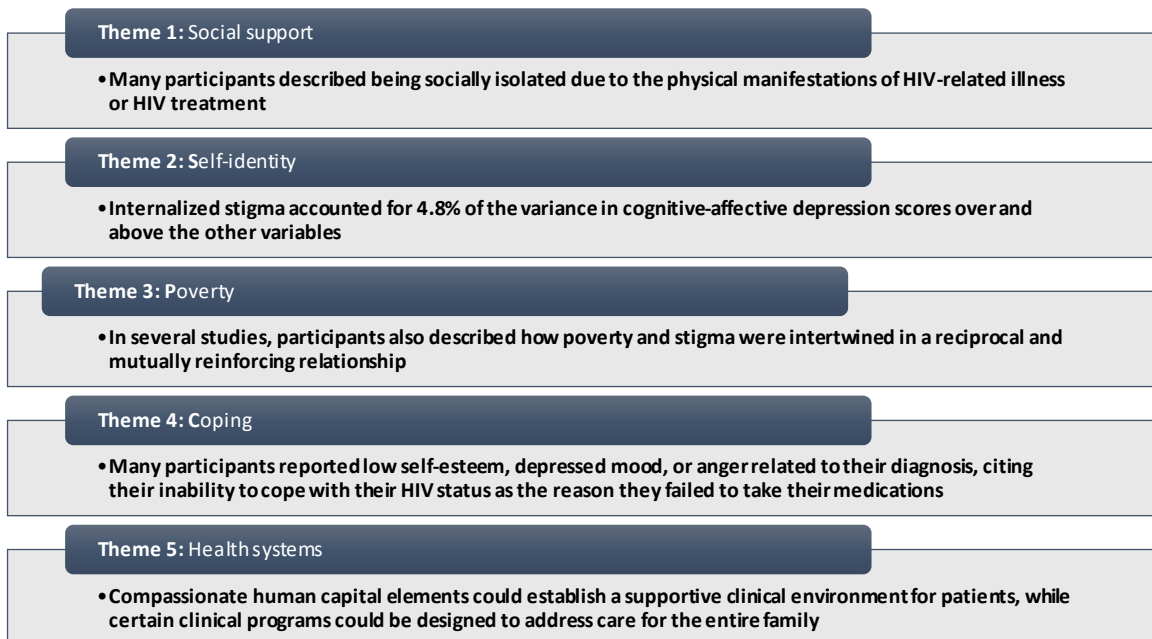 Theme 1: Social support
•Many participants described being socially isolated due to the physical manifestations of HIV-related illness
or HIV treatment
Theme 2: Self-identity
•Internalized stigma accounted for 4.8% of the variance in cognitive-affective depression scores over and
above the other variables
Theme 3: Poverty
•In several studies, participants also described how poverty and stigma were intertwined in a reciprocal and
mutually reinforcing relationship
Theme 4: Coping
•Many participants reported low self-esteem, depressed mood, or anger related to their diagnosis, citing
their inability to cope with their HIV status as the reason they failed to take their medications
Theme 5: Health systems
•Compassionate human capital elements could establish a supportive clinical environment for patients, while
certain clinical programs could be designed to address care for the entire family